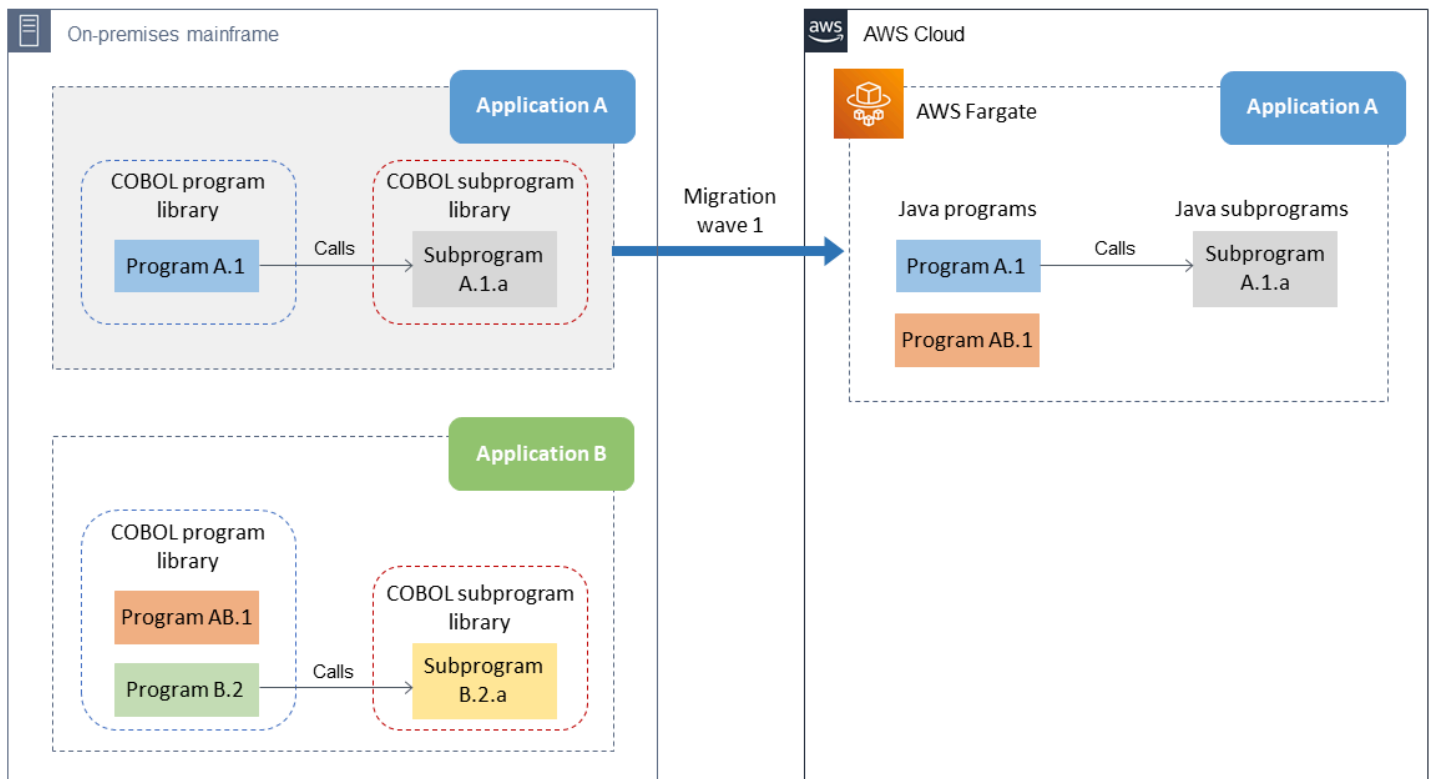 On-premises mainframe
Application A
COBOL program
library
Program A.1
Calls
COBOL subprogram
library
Subprogram
A.1.a
Application B
COBOL program
library
Program AB.1
Program B.2
Calls
COBOL subprogram
library
Subprogram
B.2.a
Migration
wave 1
aws
AWS Cloud
AWS Fargate
Application A
Java programs
Program A.1
Calls
Java subprograms
Subprogram
A.1.a
Program AB.1